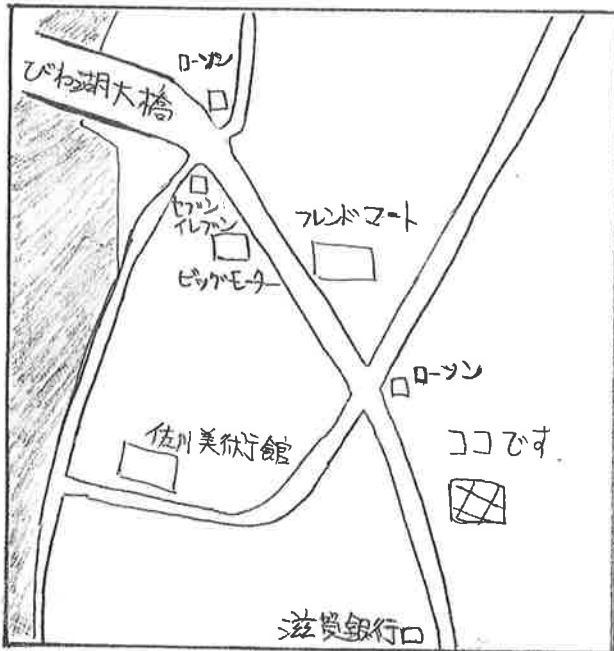 ローソン
びわ湖大橋
セブン
イレブン
フレンドマート
ビッグモーター
ローソン
佐川美術館
ココです
滋賀銀行